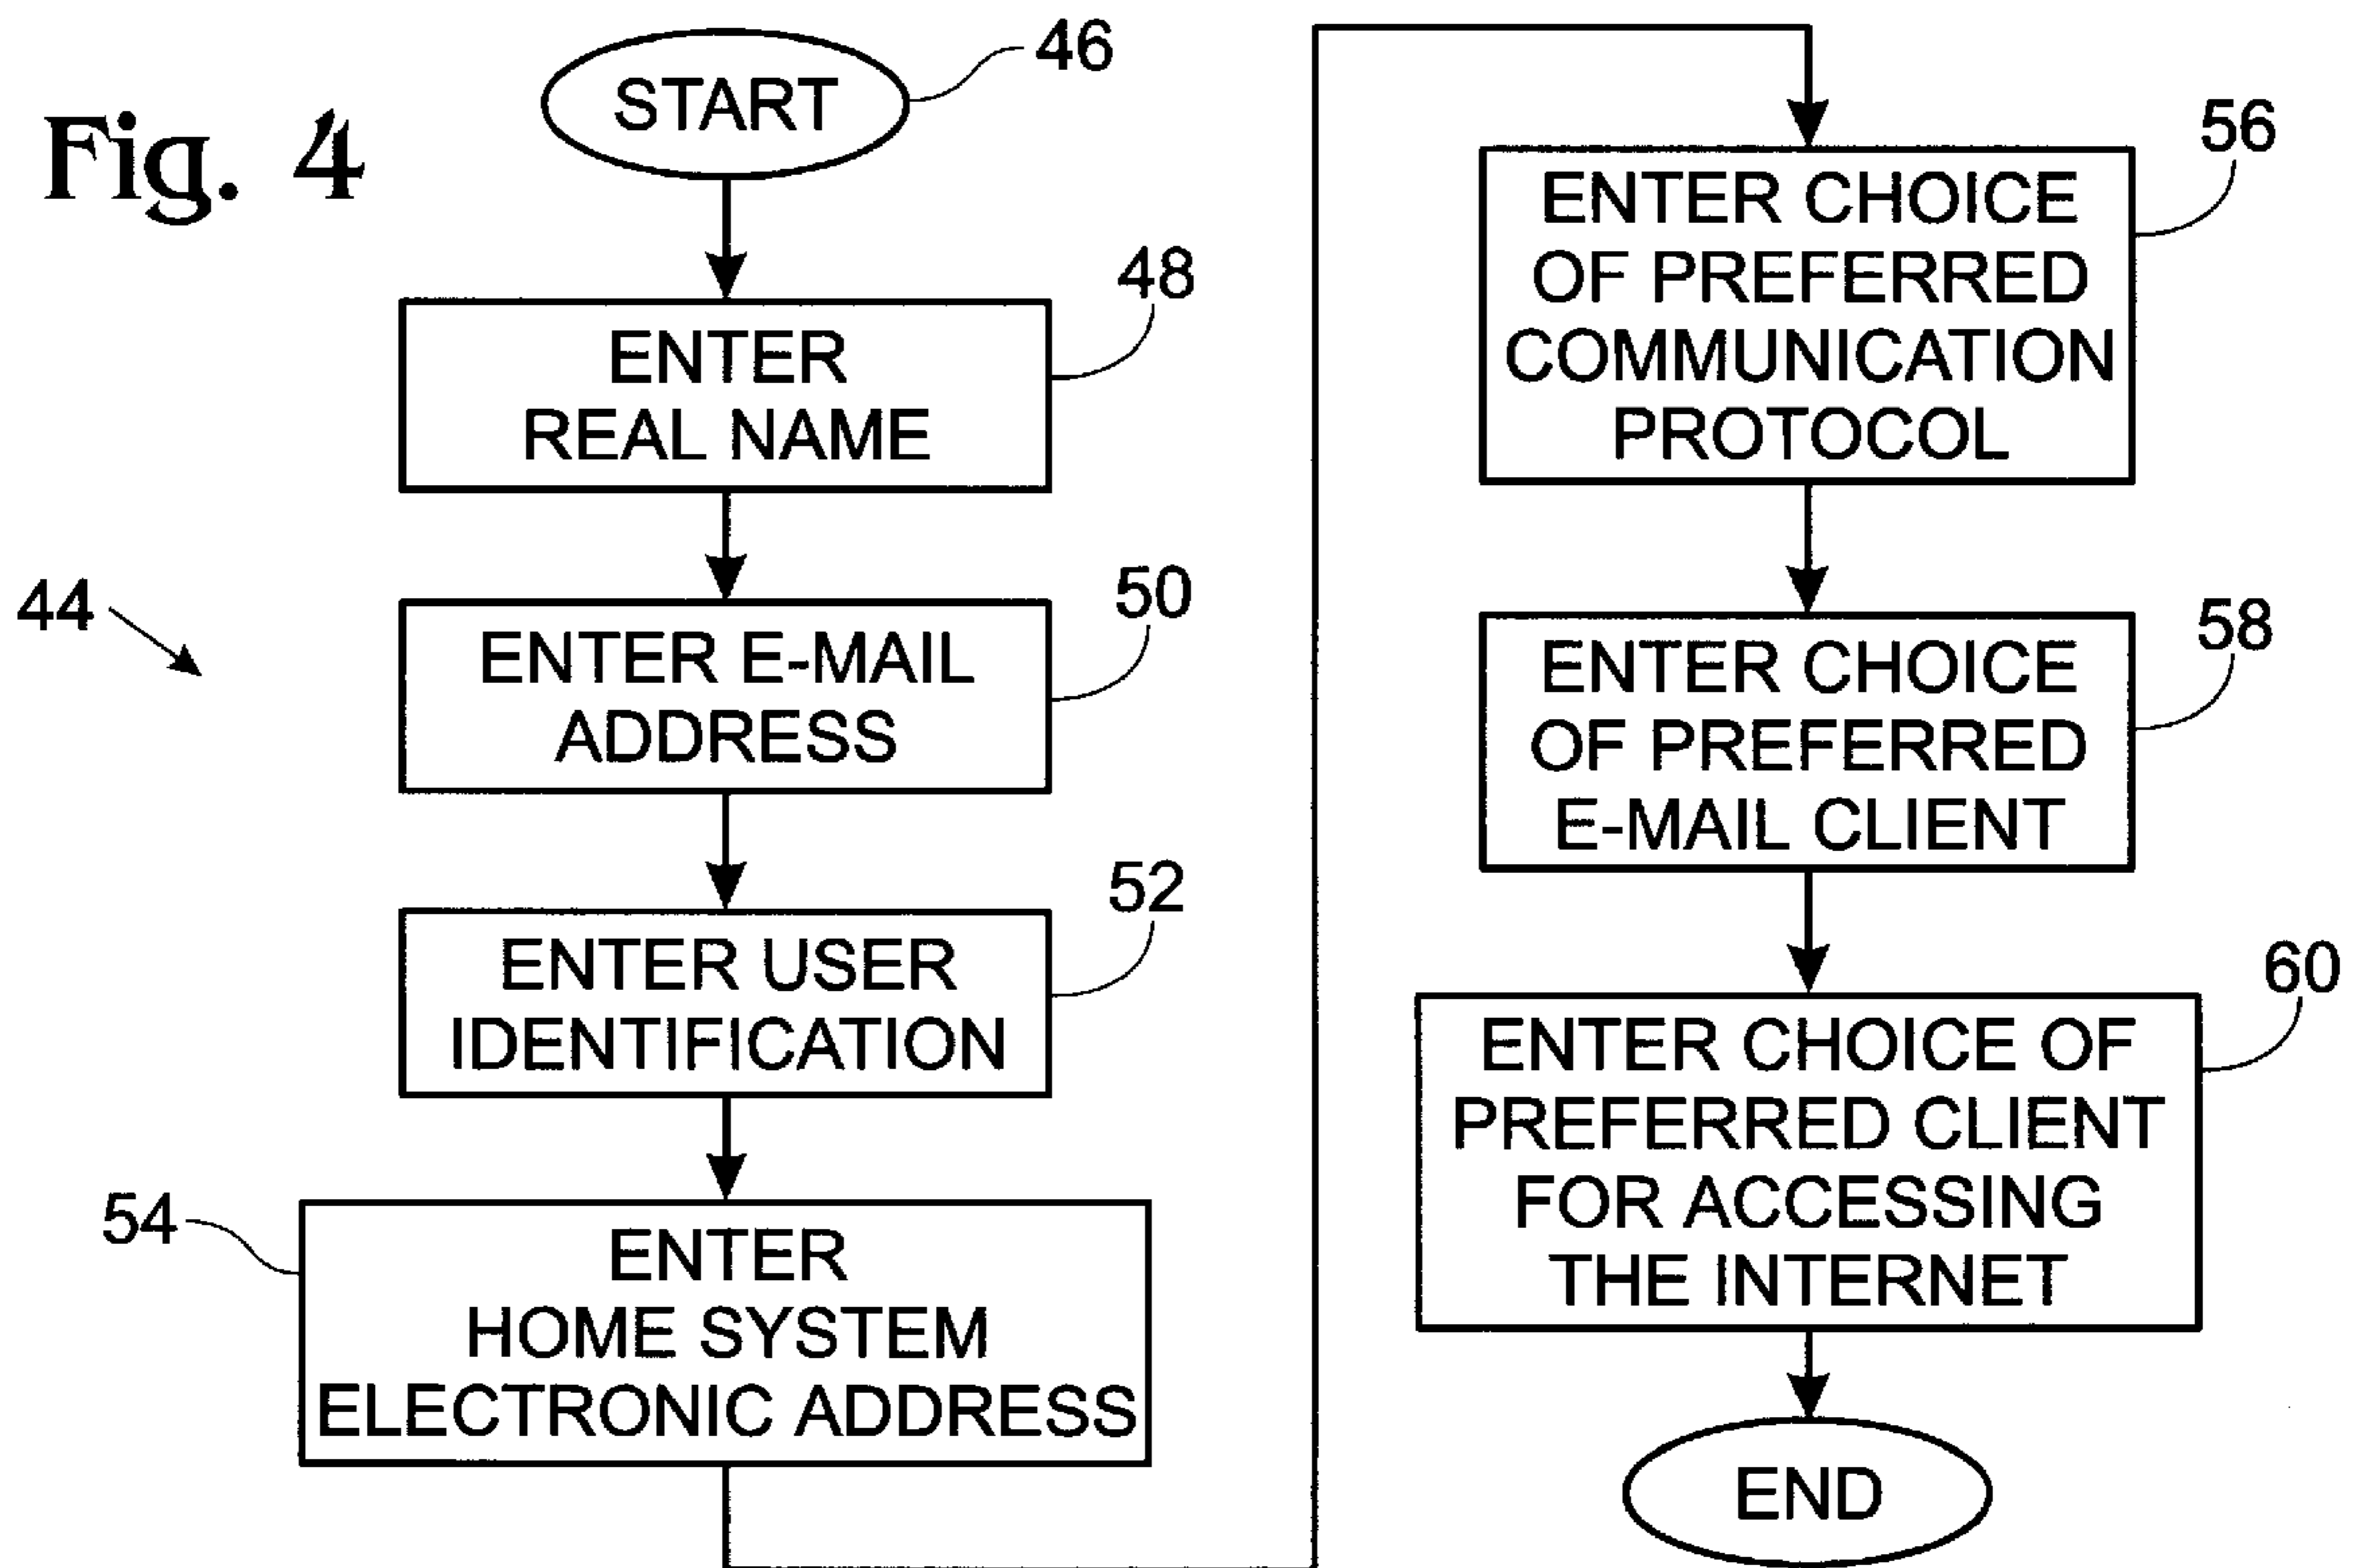 Fig. 4
START
46
48
ENTER
REAL NAME
44
50
ENTER E-MAIL
ADDRESS
52
ENTER USER
IDENTIFICATION
54
ENTER
HOME SYSTEM
ELECTRONIC ADDRESS
56
ENTER CHOICE
OF PREFERRED
COMMUNICATION
PROTOCOL
58
ENTER CHOICE
OF PREFERRED
E-MAIL CLIENT
60
ENTER CHOICE OF
PREFERRED CLIENT
FOR ACCESSING
THE INTERNET
END